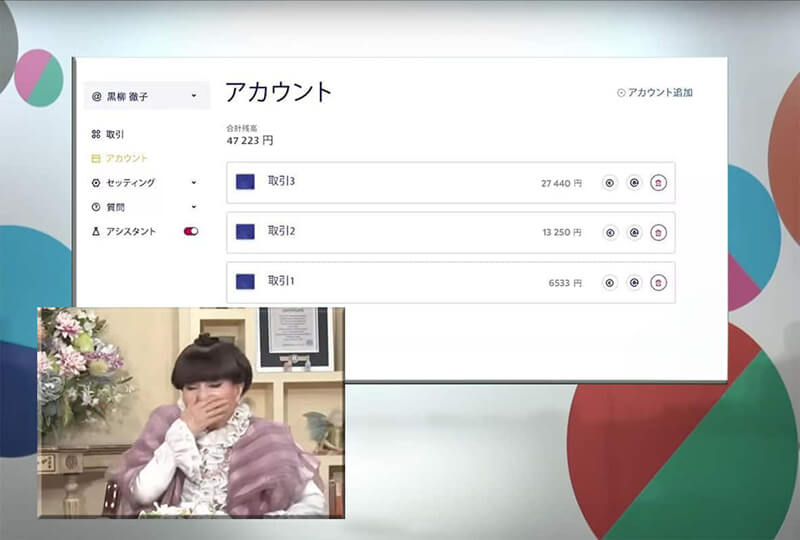 @ 黒柳 徹子
アカウント
アカウント追加
合計残高
47 223 円
取引
アカウント
セッティング
質問
アシスタント
取引3
27 440 円
取引2
13 250 円
取引1
6533 円